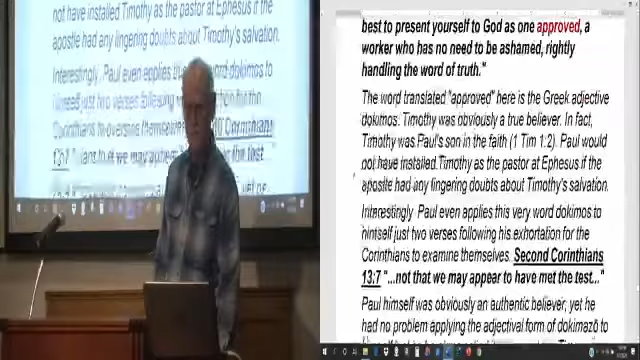 not have installed Timothy as the pastor at Ephesus if the
apostle had any lingering doubts about Timothy's salvation.
Interestingly Paul even applies dokimos to
13:7
best to present yourself to God as one approved, a
worker who has no need to be ashamed, rightly
handling the word of truth."
The word translated "approved" here is the Greek adjective
dokimos. Timothy was obviously a true believer. In fact,
Timothy was Paul's son in the faith (1 Tim 1:2). Paul would
not have installed Timothy as the pastor at Ephesus if the
apostle had any lingering doubts about Timothy's salvation.
Interestingly Paul even applies this very word dokimos to
himself just two verses following his exhortation for the
Corinthians to examine themselves. Second Corinthians
13:7 "...not that we may appear to have met the test..."
Paul himself was obviously an authentic believer, yet he
had no problem applying the adjectival form of dokimazō to